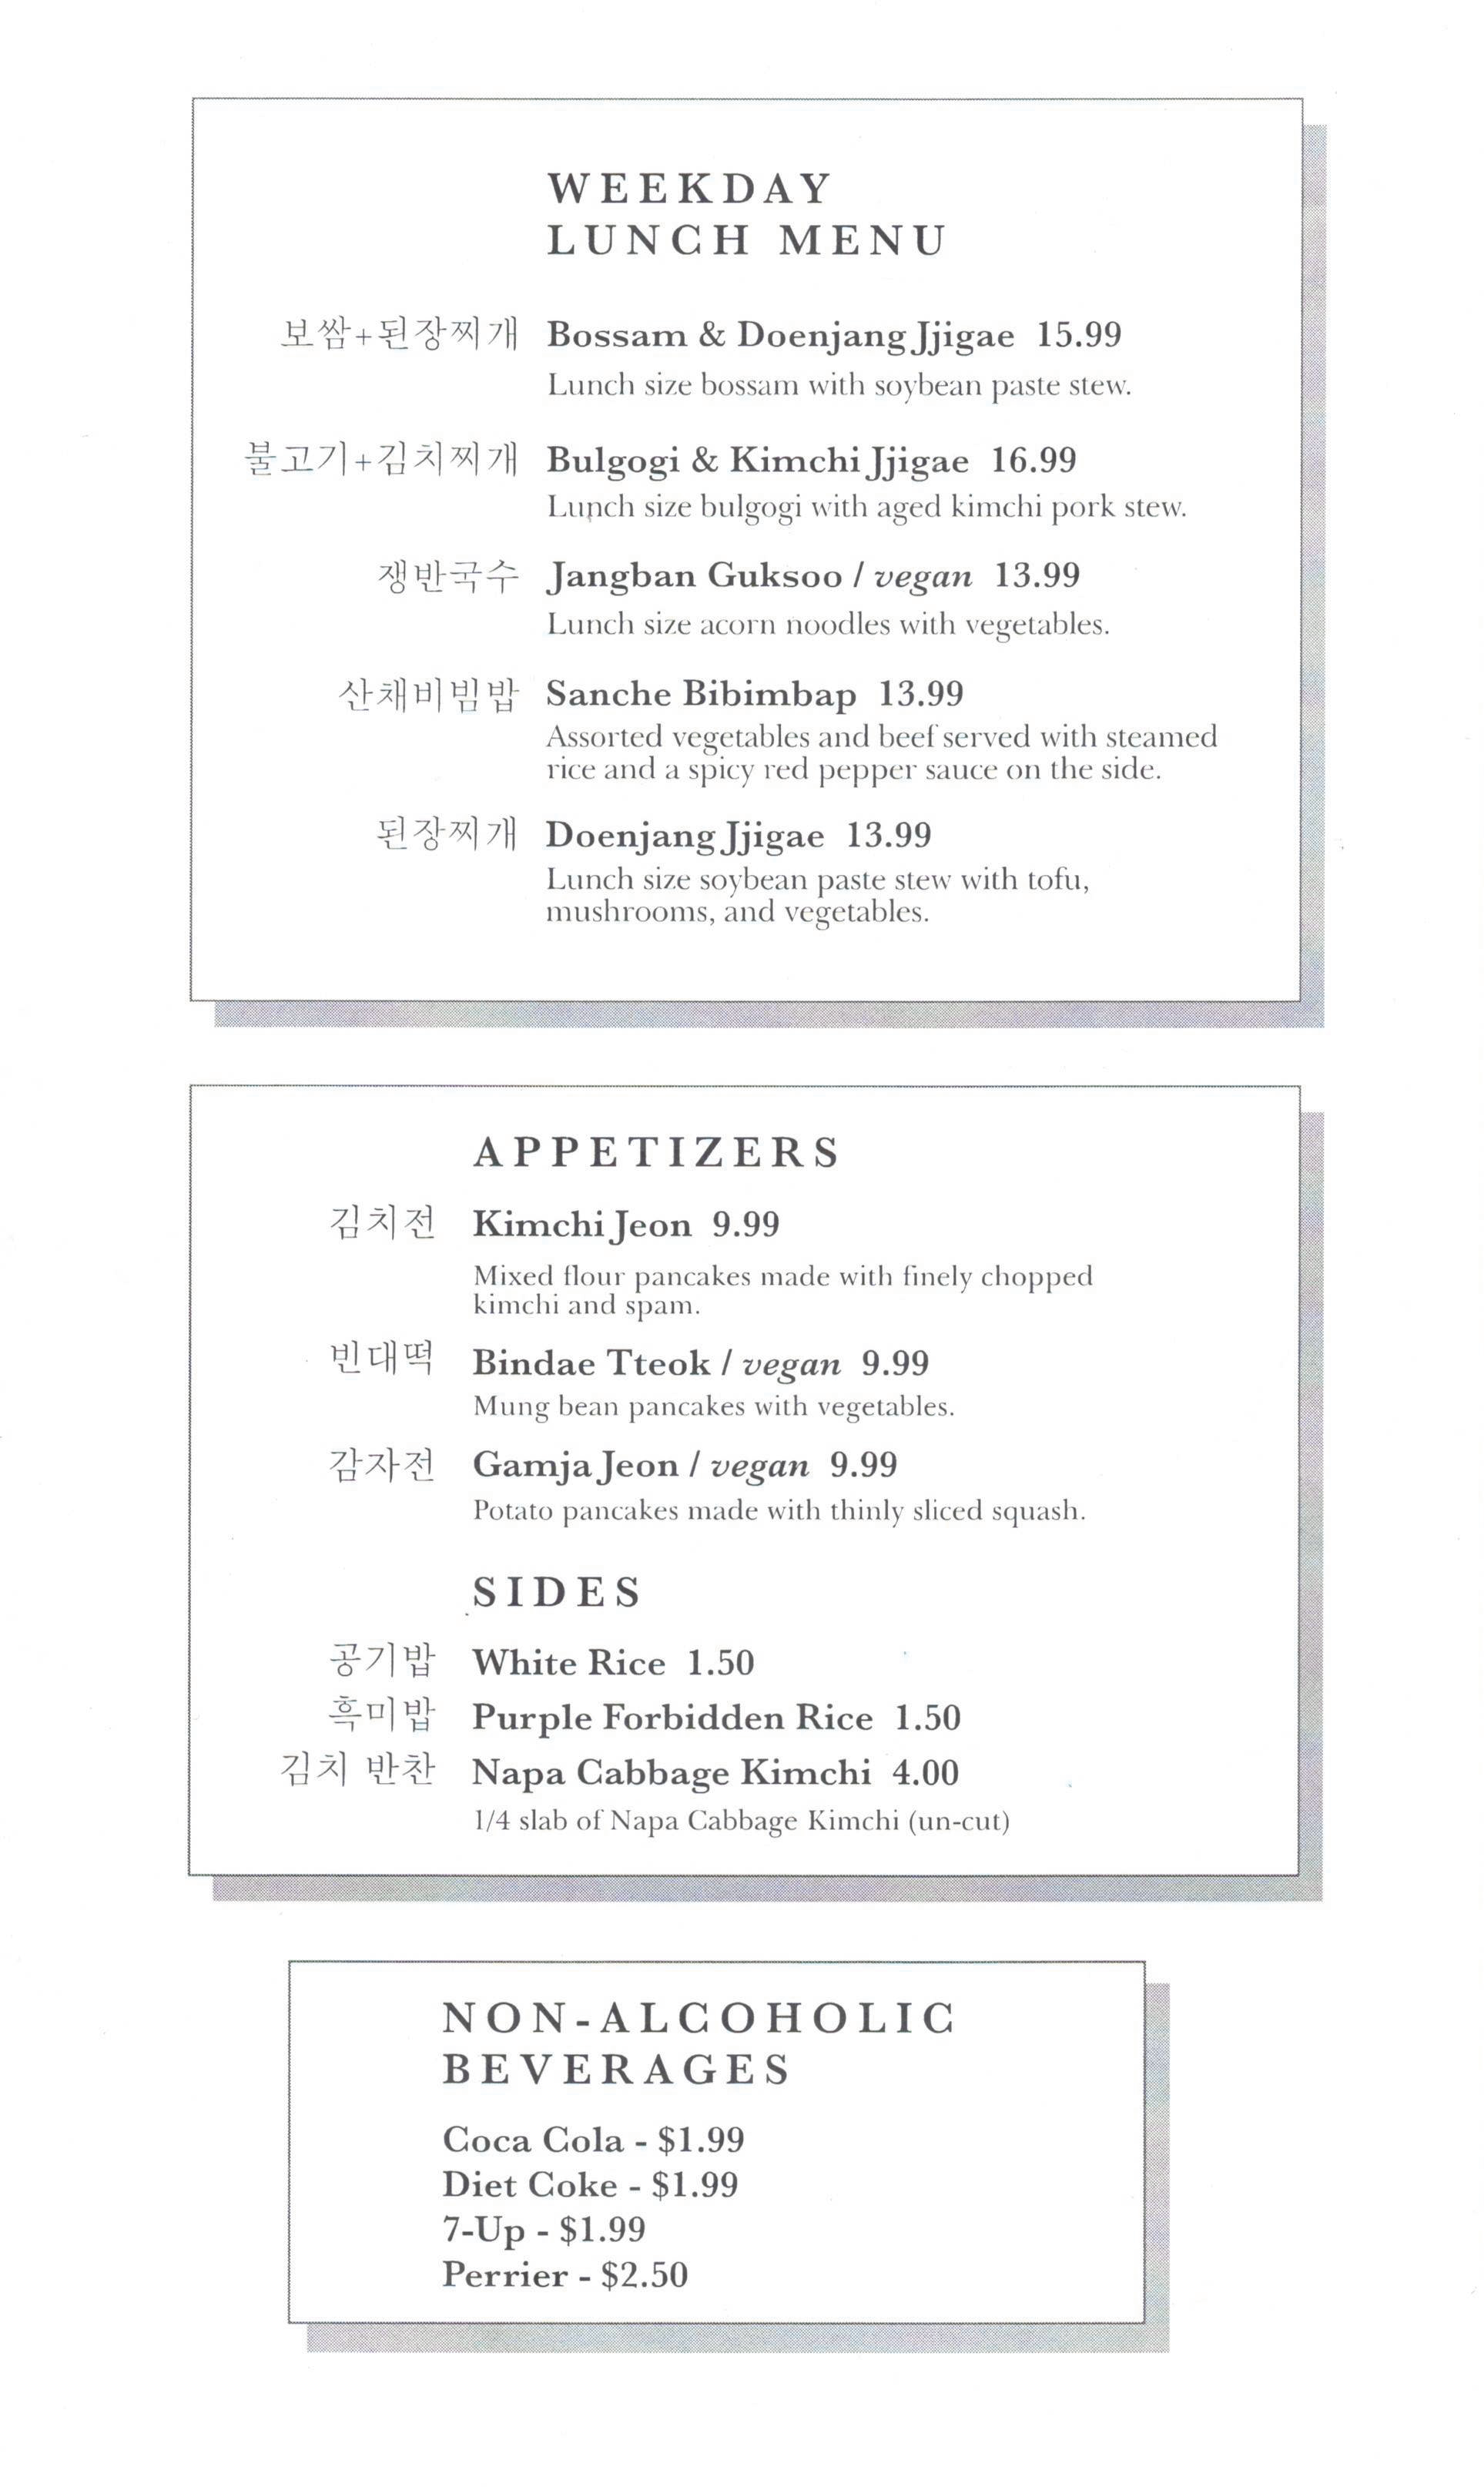 WEEKDAY
LUNCH MENU
보쌈+된장찌개 Bossam & Doenjang Jjigae 15.99
Lunch size bossam with soybean paste stew.
불고기+김치찌개 Bulgogi & Kimchi Jjigae 16.99
Lunch size bulgogi with aged kimchi pork stew.
쟁반국수 Jangban Guksoo / vegan 13.99
Lunch size acorn noodles with vegetables.
산채비빔밥 Sanche Bibimbap 13.99
Assorted vegetables and beef served with steamed
rice and a spicy red pepper sauce on the side.
된장찌개 Doenjang Jjigae 13.99
Lunch size soybean paste stew with tofu,
mushrooms, and vegetables.
APPETIZERS
김치전 Kimchi Jeon 9.99
Mixed flour pancakes made with finely chopped
kimchi and spam.
빈대떡 Bindae Tteok / vegan 9.99
Mung bean pancakes with vegetables.
감자전 Gamja Jeon / vegan 9.99
Potato pancakes made with thinly sliced squash.
SIDES
공기밥 White Rice 1.50
흑미밥 Purple Forbidden Rice 1.50
김치 반찬 Napa Cabbage Kimchi 4.00
1/4 slab of Napa Cabbage Kimchi (un-cut)
NON-ALCOHOLIC
BEVERAGES
Coca Cola - $1.99
Diet Coke - $1.99
7-Up - $1.99
Perrier - $2.50